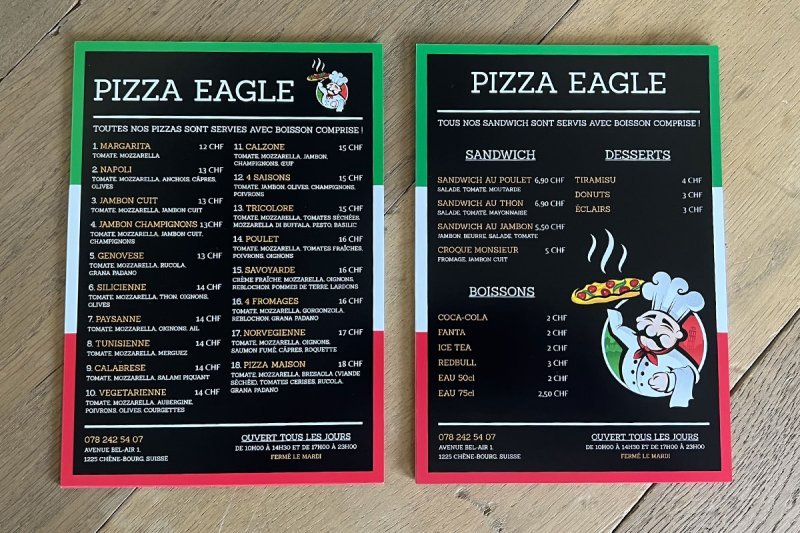 PIZZA EAGLE
TOUTES NOS PIZZAS SONT SERVIES AVEC BOISSON COMPRISE !
1. MARGARITA 12 CHF
TOMATE, MOZZARELLA
2. NAPOLI 13 CHF
TOMATE, MOZZARELLA, ANCHOIS, CÂPRES,
OLIVES
3. JAMBON CUIT 13 CHF
TOMATE, MOZZARELLA, JAMBON CUIT
4. JAMBON CHAMPIGNONS 13CHF
TOMATE, MOZZARELLA, JAMBON CUIT,
CHAMPIGNONS
5. GENOVESE 13 CHF
TOMATE, MOZZARELLA, RUCOLA,
GRANA PADANO
6. SILICIENNE 14 CHF
TOMATE, MOZZARELLA, THON, OIGNONS,
OLIVES
7. PAYSANNE 14 CHF
TOMATE, MOZZARELLA, OKINGNONS, AIL
8. TUNISIENNE 14 CHF
TOMATE, MOZZARELLA, MERGUEZ
9. CALABRESE 14 CHF
TOMATE, MOZZARELLA, SALAMI PIQUANT
10. VEGETARIENNE 14 CHF
TOMATE, MOZZARELLA, AUBERGINE,
POIVRONS, OLIVES, COURGETTES
11. CALZONE 15 CHF
TOMATE, MOZZARELLA, JAMBON,
CHAMPIGNONS, ŒUF
12. 4 SAISONS 15 CHF
TOMATE, JAMBON, OLIVES, CHAMPIGNONS,
POIVRONS
13. TRICOLORE 15 CHF
TOMATE, MOZZARELLA, TOMATES SÉCHÉES,
MOZZARELLA DI BUFALA, PESTO, BASILIC
14. POULET 16 CHF
TOMATE, MOZZARELLA, TOMATES FRAÎCHES,
POIVRONS, OIGNONS
15. SAVOYARDE 16 CHF
CRÈME FRAÎCHE, MOZZARELLA, OIGNONS,
REBLOCHON, POMMES DE TERRE, LARDONS
16. 4 FROMAGES 16 CHF
TOMATE, MOZZARELLA, GORGONZOLA,
REBLOCHON, GRANA PADANO
17. NORVEGIENNE 17 CHF
TOMATE, MOZZARELLA, OIGNONS,
SAUMON FUMÉ, CÂPRES, ROQUETTE
18. PIZZA MAISON 18 CHF
TOMATE, MOZZARELLA, BRESAOLA (VIANDE
SÉCHÉE), TOMATES CERISES, RUCOLA,
GRANA PADANO
078 242 54 07
AVENUE BEL-AIR 1,
1225 CHÊNE-BOURG, SUISSE
OUVERT TOUS LES JOURS
DE 10H00 À 14H30 ET DE 17H00 À 23H00
FERMÉ LE MARDI
PIZZA EAGLE
TOUS NOS SANDWICH SONT SERVIS AVEC BOISSON COMPRISE !
SANDWICH
SANDWICH AU POULET 6,90 CHF
SALADE, TOMATE, MOUTARDE
SANDWICH AU THON 6,90 CHF
SALADE, TOMATE, MAYONNAISE
SANDWICH AU JAMBON 5,50 CHF
JAMBON, BEURRE, SALADE, TOMATE
CROQUE MONSIEUR 5 CHF
FROMAGE, JAMBON CUIT
DESSERTS
TIRAMISU 4 CHF
DONUTS 3 CHF
ÉCLAIRS 3 CHF
BOISSONS
COCA-COLA 2 CHF
FANTA 2 CHF
ICE TEA 2 CHF
REDBULL 3 CHF
EAU 50cl 2 CHF
EAU 75cl 2,50 CHF
078 242 54 07
AVENUE BEL-AIR 1,
1225 CHÊNE-BOURG, SUISSE
OUVERT TOUS LES JOURS
DE 10H00 À 14H30 ET DE 17H00 À 23H00
FERMÉ LE MARDI